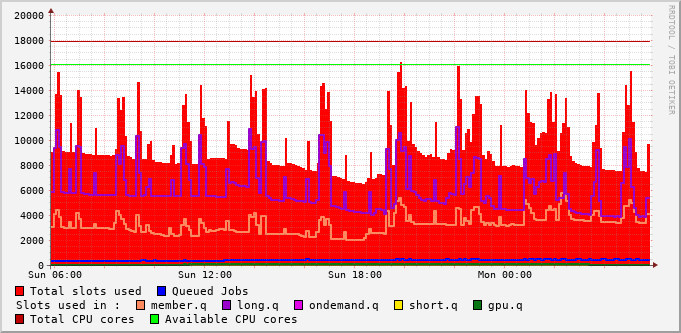 20000
18000
16000
14000
12000
10000
8000
6000
4000
2000
0
Sun 06:00 Sun 12:00 Sun 18:00 Mon 00:00
Total slots used Queued Jobs
Slots used in : member.q long.q ondemand.q short.q gpu.q
Total CPU cores Available CPU cores
RRDTOOL / TOBI OETIKER